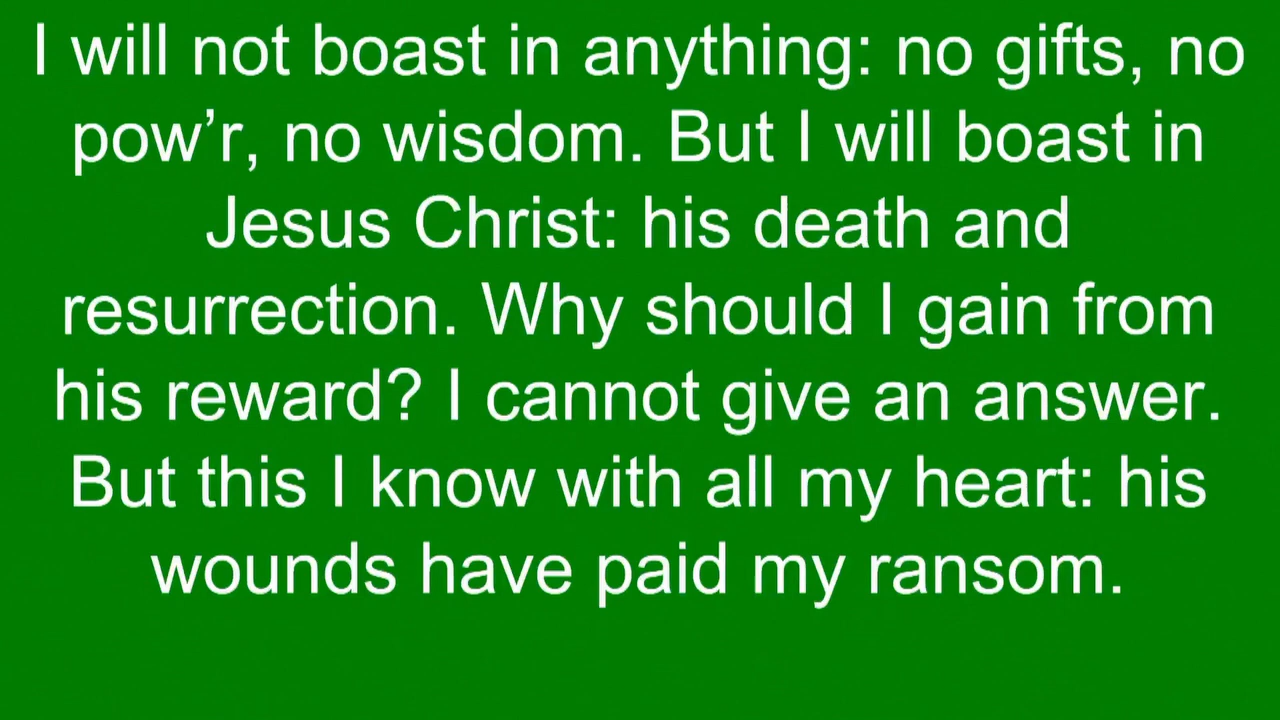 I will not boast in anything: no gifts, no
pow’r, no wisdom. But I will boast in
Jesus Christ: his death and
resurrection. Why should I gain from
his reward? I cannot give an answer.
But this I know with all my heart: his
wounds have paid my ransom.